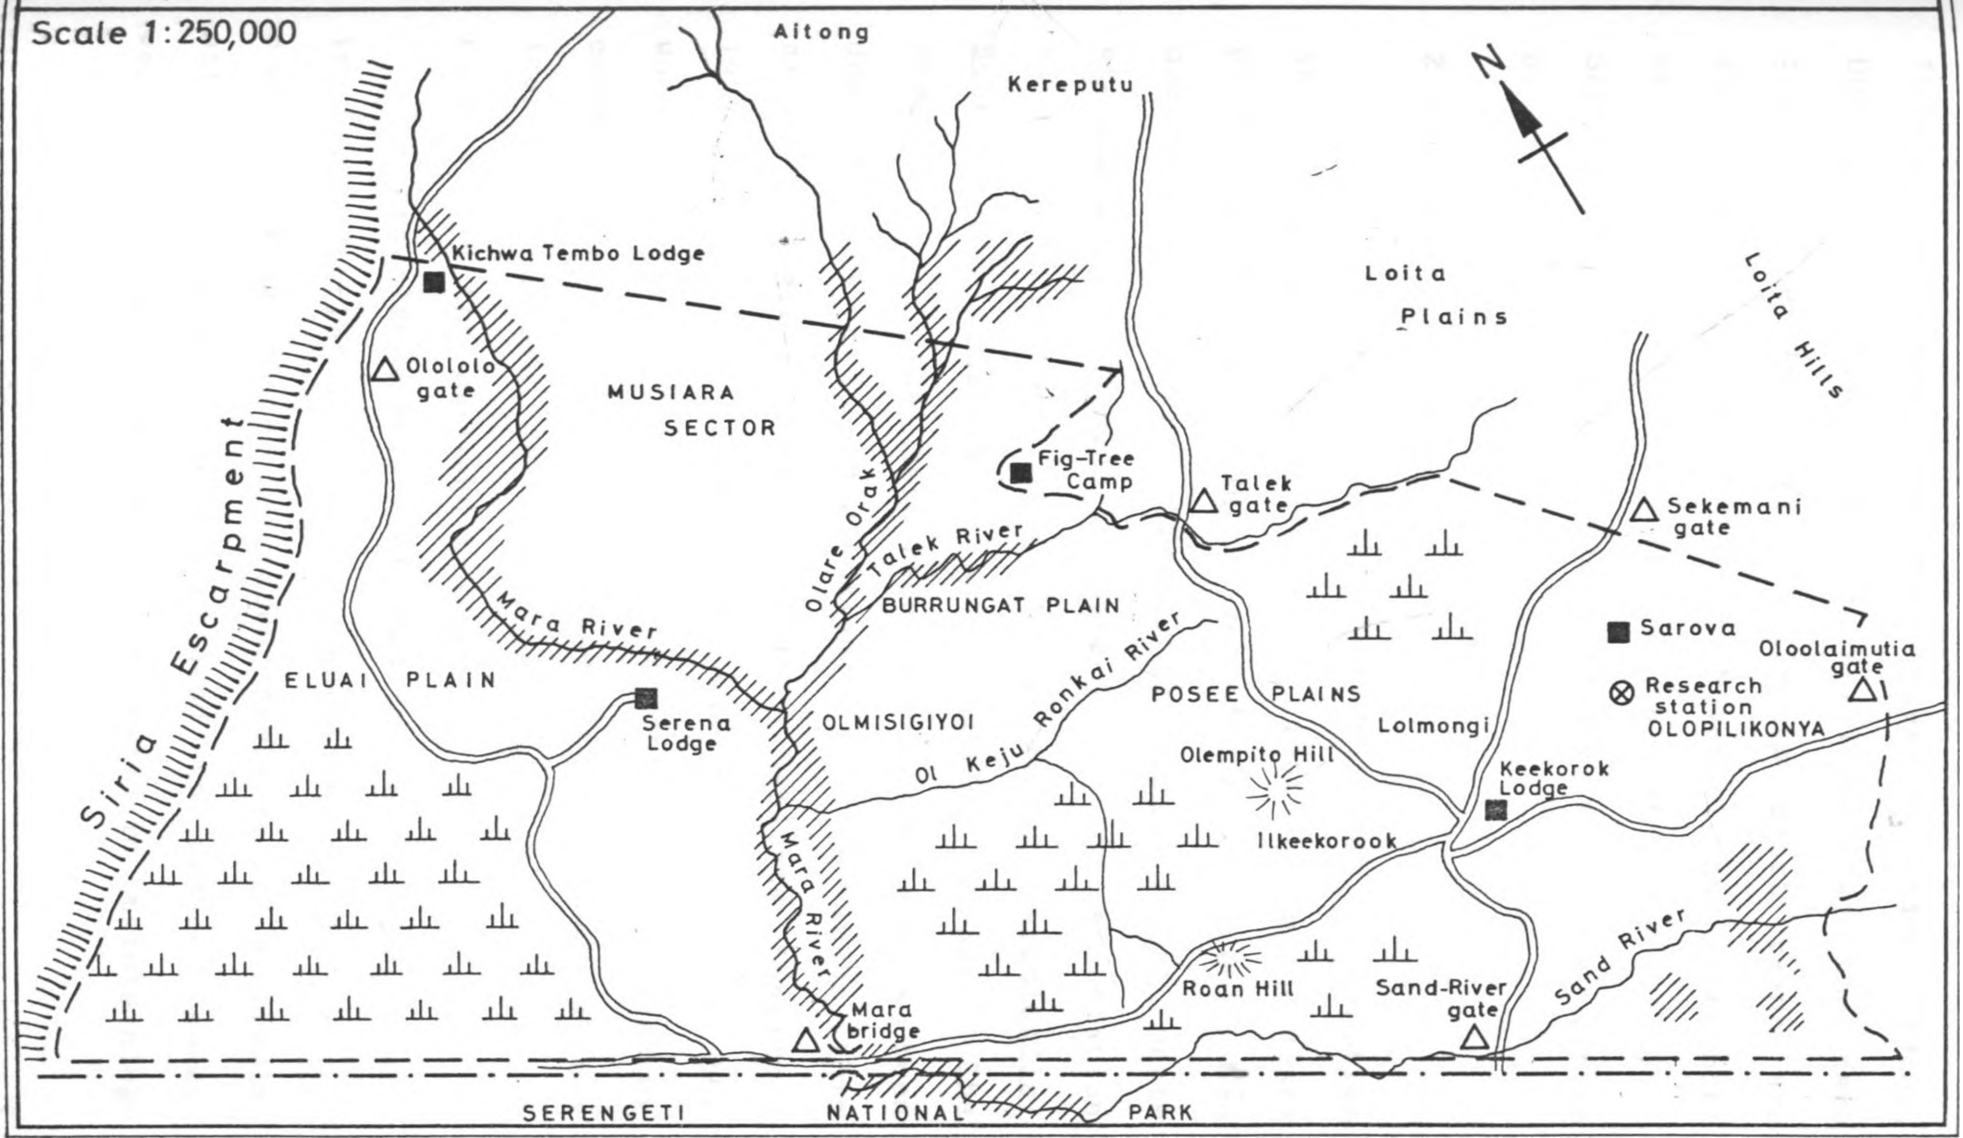 Scale 1:250,000
Aitong
Kereputu
N
Kichwa Tembo Lodge
Loita
Plains
Loita Hills
Olololo
gate
MUSIARA
SECTOR
Siria Escarpment
Fig-Tree
Camp
Talek
gate
Sekemani
gate
Olare Orak
Talek River
BURRUNGAT PLAIN
Mara River
Sarova
Oloolaimutia
gate
Research
station
OLOPILIKONYA
ELUAI PLAIN
Serena
Lodge
OLMISIGIYOI
Ol Keju Ronkai River
POSEE PLAINS
Lolmongi
Olempito Hill
Keekorok
Lodge
Ilkeekorook
Mara River
Sand River
Roan Hill
Sand-River
gate
Mara
bridge
SERENGETI NATIONAL PARK